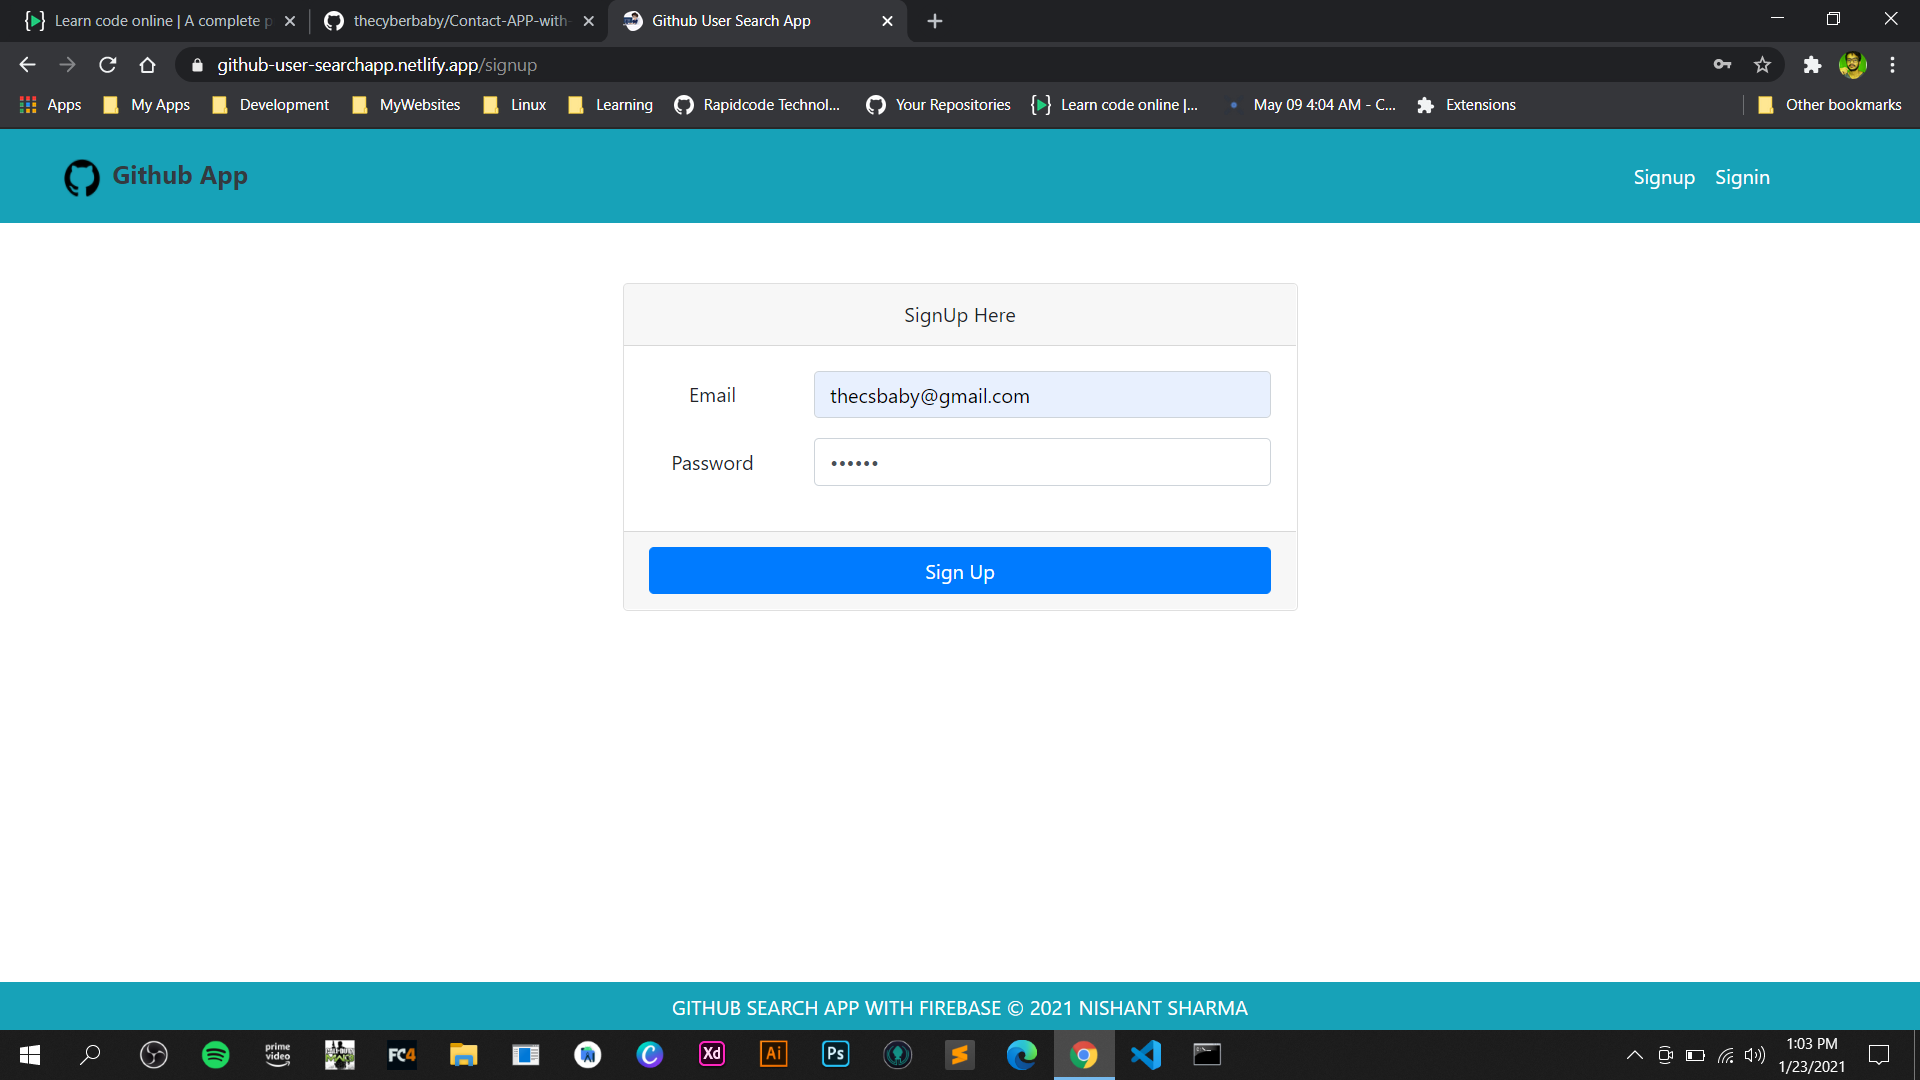 Learn code online | A complete p
thecyberbaby/Contact-APP-with-
Github User Search App
github-user-searchapp.netlify.app/signup
Apps
My Apps
Development
MyWebsites
Linux
Learning
Rapidcode Technol...
Your Repositories
Learn code online |...
May 09 4:04 AM - C...
Extensions
Other bookmarks
Github App
Signup
Signin
SignUp Here
Email
thecsbaby@gmail.com
Password
••••••
Sign Up
GITHUB SEARCH APP WITH FIREBASE © 2021 NISHANT SHARMA
prime
video
FC4
Xd
Ai
Ps
1:03 PM
1/23/2021